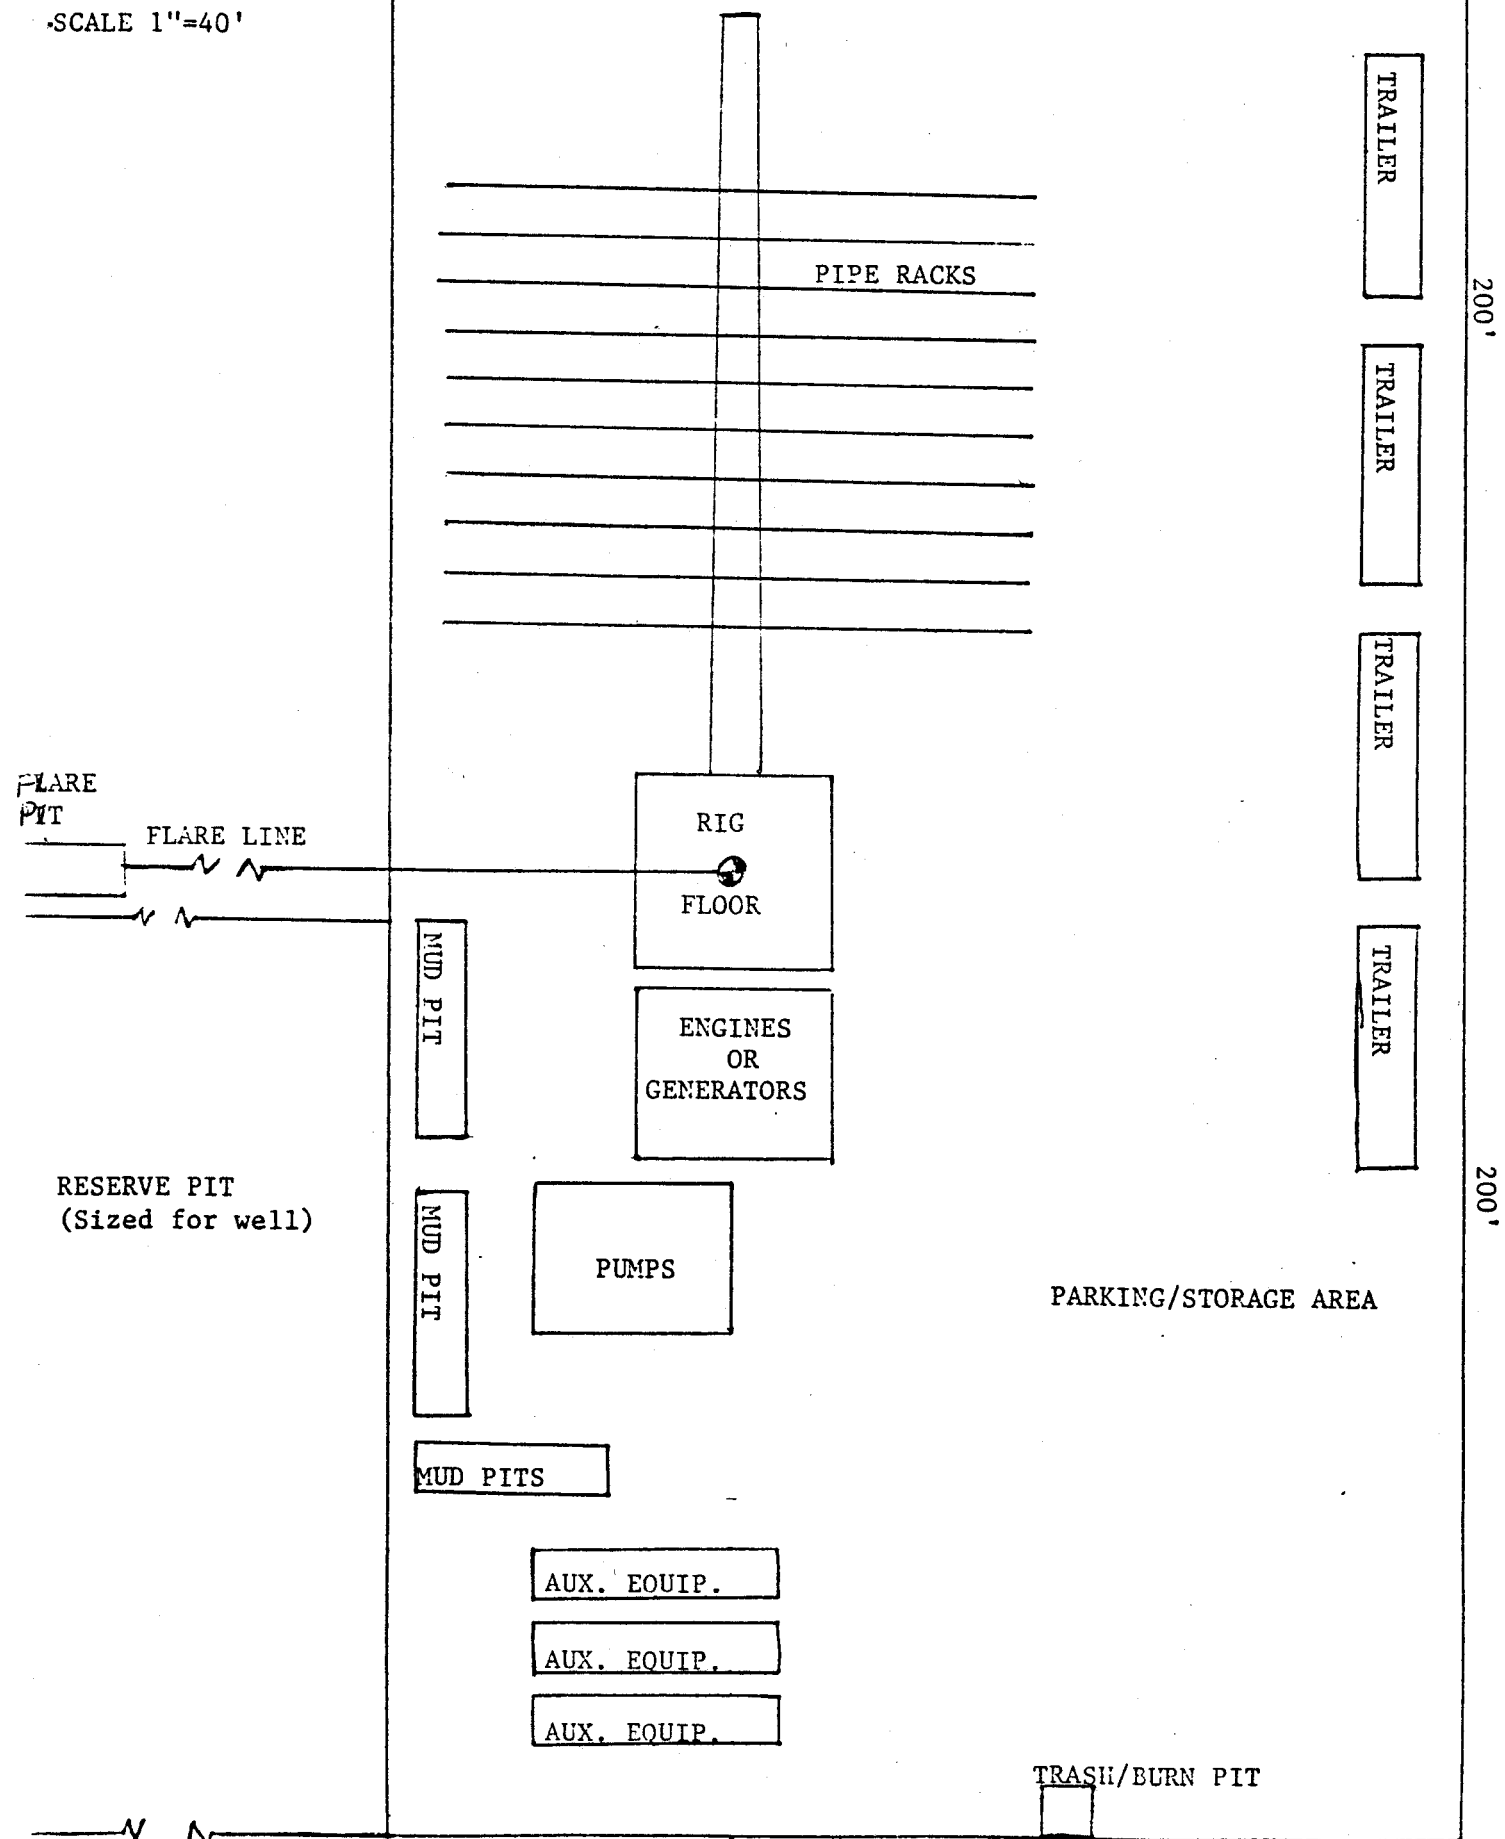 SCALE 1"=40'
TRAILER
PIPE RACKS
200'
TRAILER
TRAILER
FLARE
PIT
FLARE LINE
RIG
FLOOR
MUD PIT
TRAILER
ENGINES
OR
GENERATORS
RESERVE PIT
(Sized for well)
MUD PIT
PUMPS
200'
PARKING/STORAGE AREA
MUD PITS
AUX. EQUIP.
AUX. EQUIP.
AUX. EQUIP.
TRASH/BURN PIT